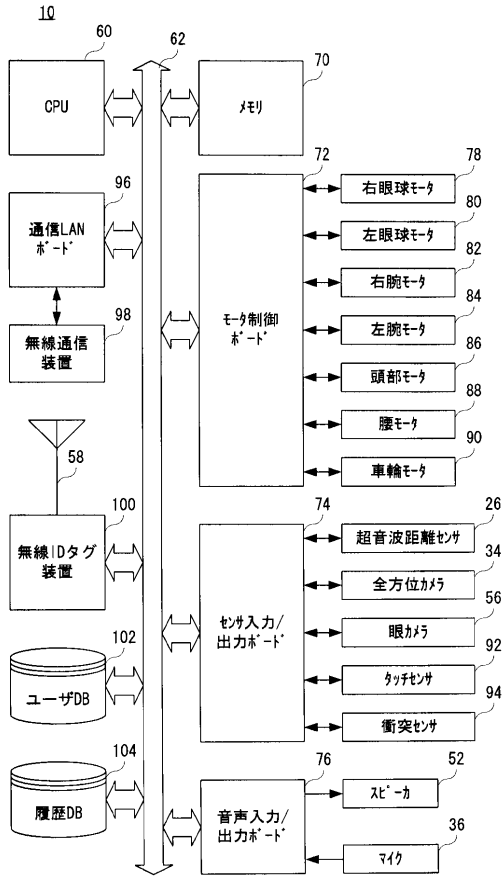 10
60
62
70
CPU
メモリ
96
72
78
通信LAN
ボード
右眼球モータ
80
左眼球モータ
82
右腕モータ
98
84
無線通信
装置
モータ制御
ボード
左腕モータ
86
頭部モータ
88
腰モータ
58
90
車輪モータ
100
74
26
無線IDタグ
装置
超音波距離センサ
34
全方位カメラ
102
センサ入力/
出力ボード
56
眼カメラ
ユーザDB
92
タッチセンサ
94
衝突センサ
104
76
52
履歴DB
音声入力/
出力ボード
スピーカ
36
マイク